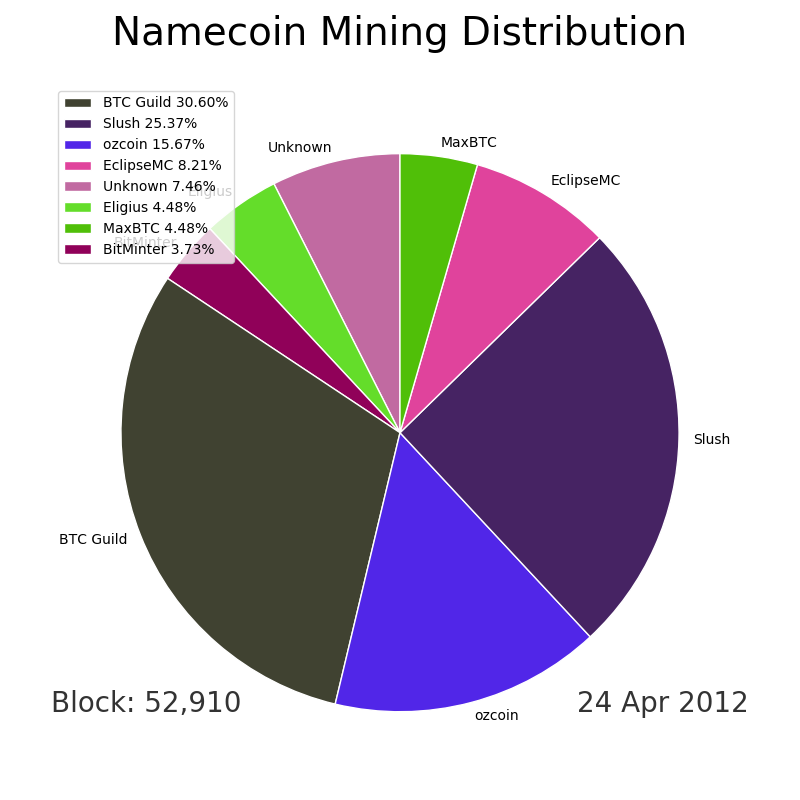 Namecoin Mining Distribution
BTC Guild 30.60%
Slush 25.37%
ozcoin 15.67%
EclipseMC 8.21%
Unknown 7.46%
Eligius 4.48%
MaxBTC 4.48%
BitMinter 3.73%
Unknown
MaxBTC
EclipseMC
Eligius
BitMinter
Slush
BTC Guild
ozcoin
Block: 52,910
24 Apr 2012